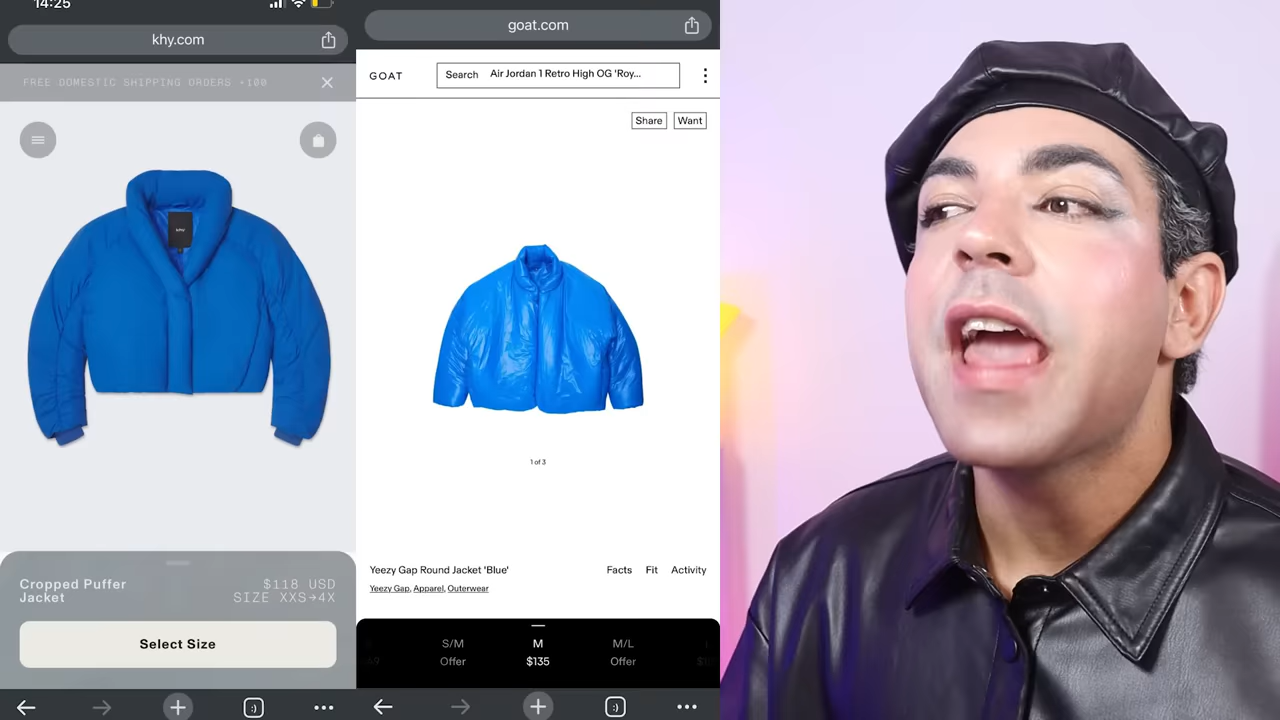 14:25
khy.com
FREE DOMESTIC SHIPPING ORDERS +100
khy
Cropped Puffer
Jacket
$118 USD
SIZE XXS→4X
Select Size
goat.com
GOAT
Search Air Jordan 1 Retro High OG 'Roy...
Share
Want
1 of 3
Yeezy Gap Round Jacket 'Blue'
Facts
Fit
Activity
Yeezy Gap, Apparel, Outerwear
S/M
M
M/L
Offer
$135
Offer
:)
:)